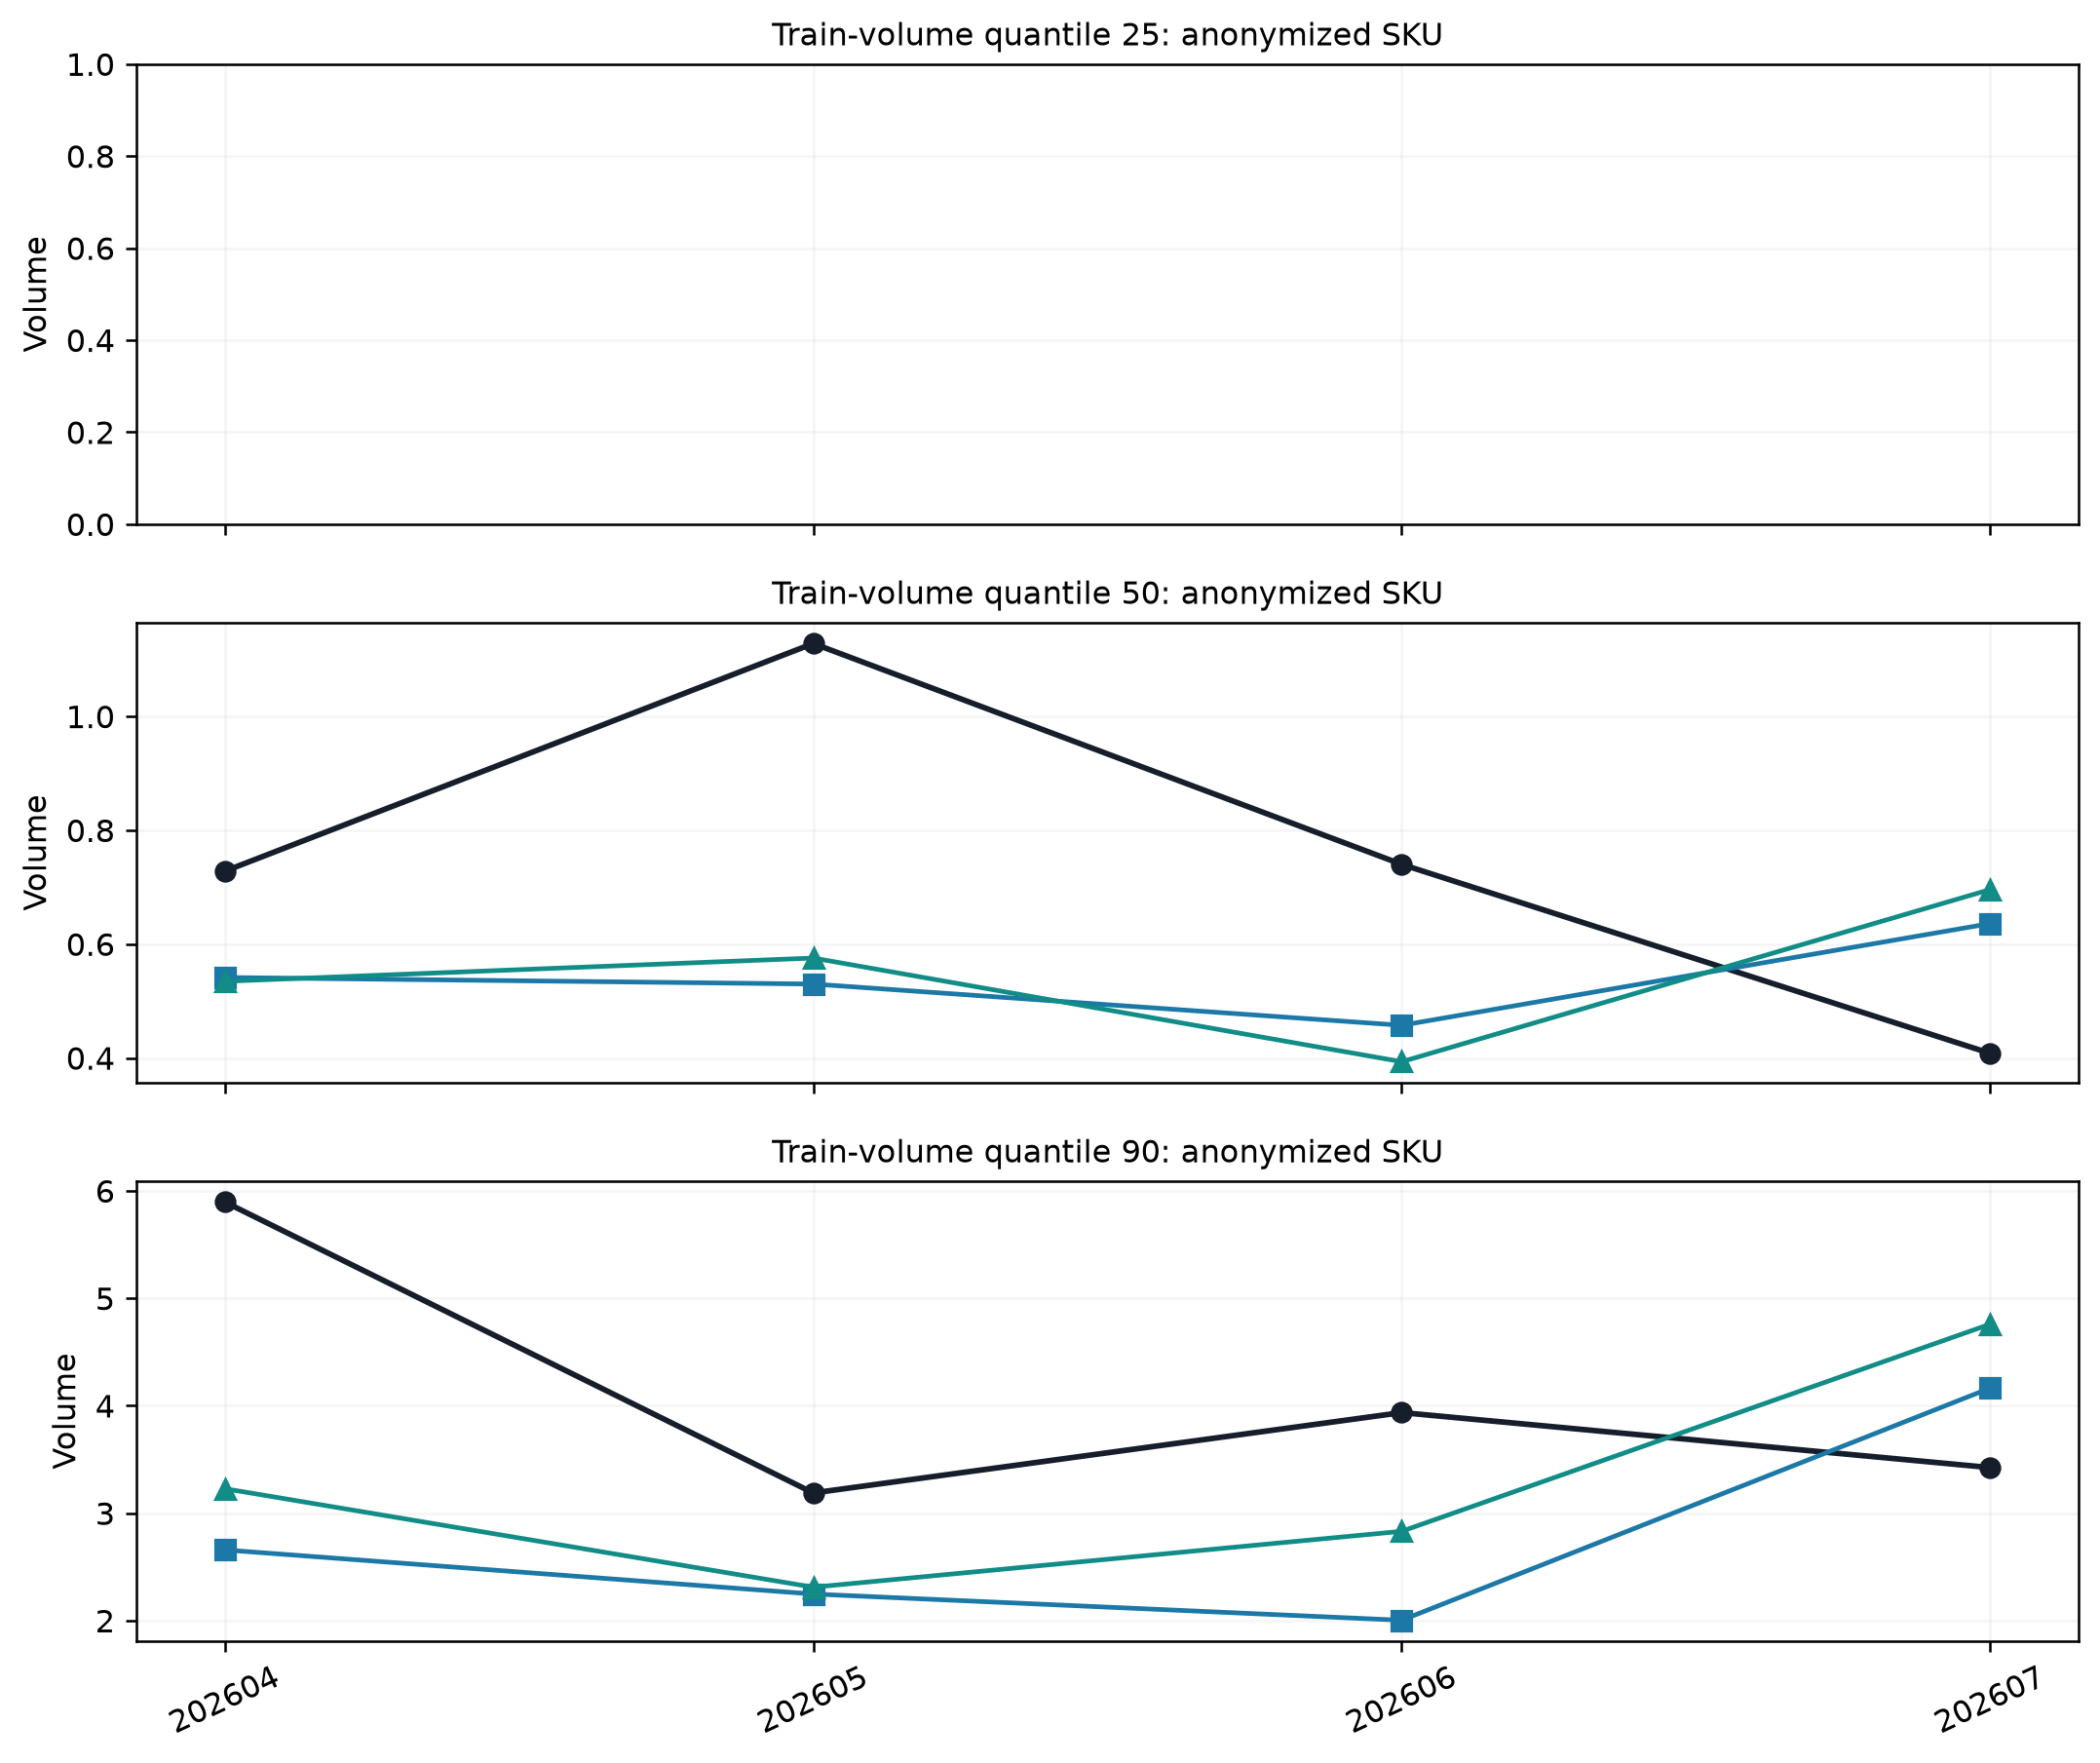 Train-volume quantile 25: anonymized SKU
1.0
0.8
0.6
0.4
0.2
0.0
Volume
Train-volume quantile 50: anonymized SKU
1.0
0.8
0.6
0.4
Volume
Train-volume quantile 90: anonymized SKU
6
5
4
3
2
Volume
202604 202605 202606 202607